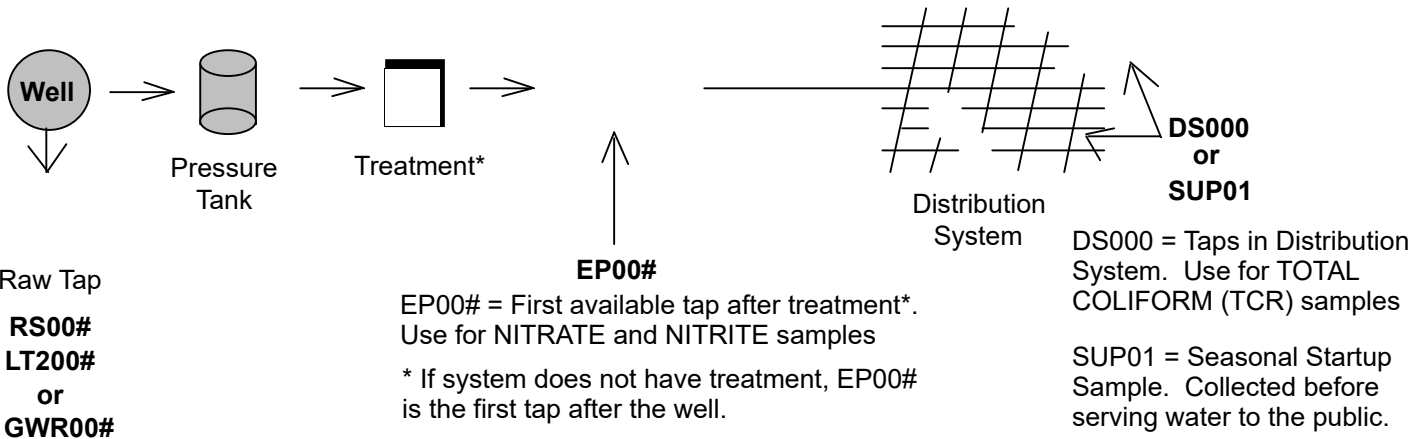 Well
Pressure
Tank
Treatment*
Distribution
System
DS000
or
SUP01
Raw Tap
RS00#
LT200#
or
GWR00#
EP00#
EP00# = First available tap after treatment*.
Use for NITRATE and NITRITE samples
* If system does not have treatment, EP00#
is the first tap after the well.
DS000 = Taps in Distribution
System.  Use for TOTAL
COLIFORM (TCR) samples
SUP01 = Seasonal Startup
Sample.  Collected before
serving water to the public.